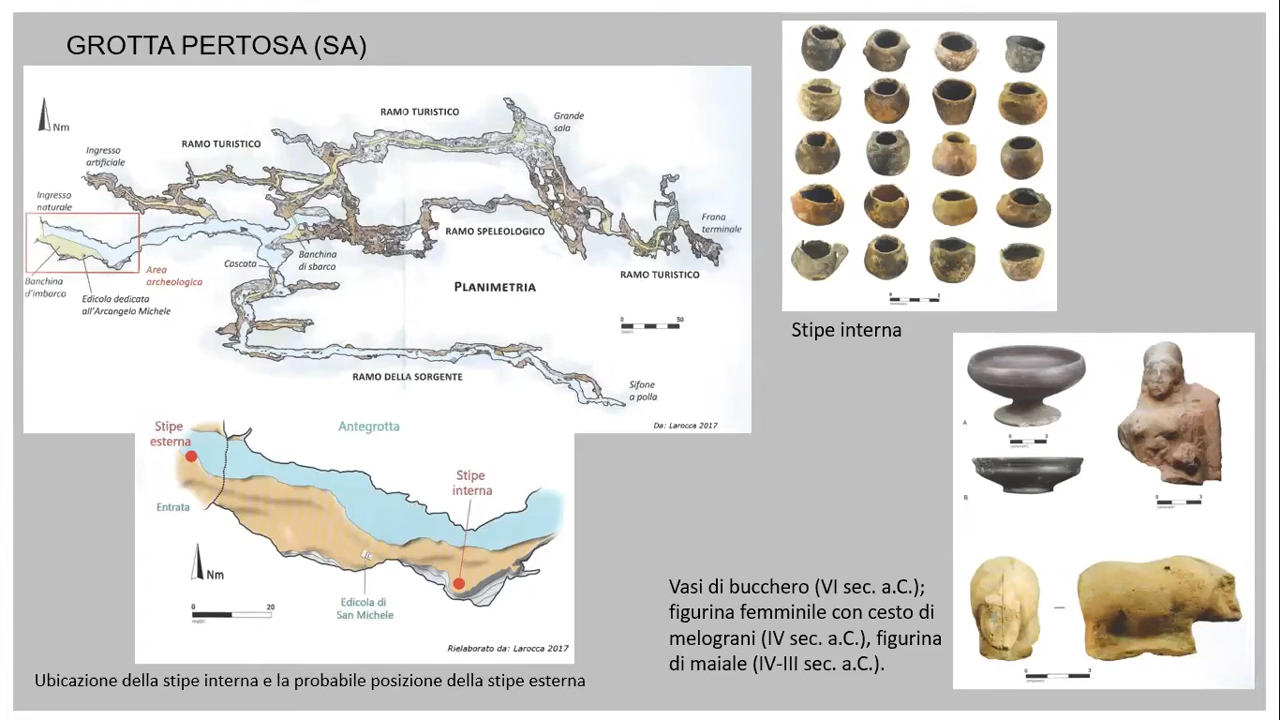 GROTTA PERTOSA (SA)
Nm
Ingresso
artificiale
RAMO TURISTICO
RAMO TURISTICO
Grande
sala
Ingresso
naturale
Banchina
d'imbarco
Edicola dedicata
all'Arcangelo Michele
Area
archeologica
Cascata
Banchina
di sbarco
RAMO SPELEOLOGICO
Frana
terminale
RAMO TURISTICO
PLANIMETRIA
0 50
metri
RAMO DELLA SORGENTE
Sifone
a polla
Da: Larocca 2017
Stipe
esterna
Antegrotta
Stipe
interna
Entrata
Nm
0 20
metri
Edicola di
San Michele
Rielaborato da: Larocca 2017
Ubicazione della stipe interna e la probabile posizione della stipe esterna
Stipe interna
A
B
Vasi di bucchero (VI sec. a.C.);
figurina femminile con cesto di
melograni (IV sec. a.C.), figurina
di maiale (IV-III sec. a.C.).